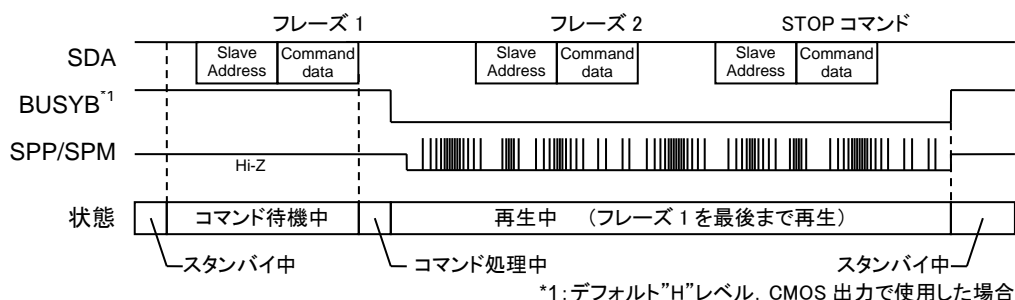 フレーズ 1 フレーズ 2 STOP コマンド
SDA Slave Address Command data Slave Address Command data Slave Address Command data
BUSYB*1
SPP/SPM
Hi-Z
状態 コマンド待機中 再生中 (フレーズ 1 を最後まで再生)
スタンバイ中 コマンド処理中 スタンバイ中
*1:デフォルト"H"レベル, CMOS 出力で使用した場合